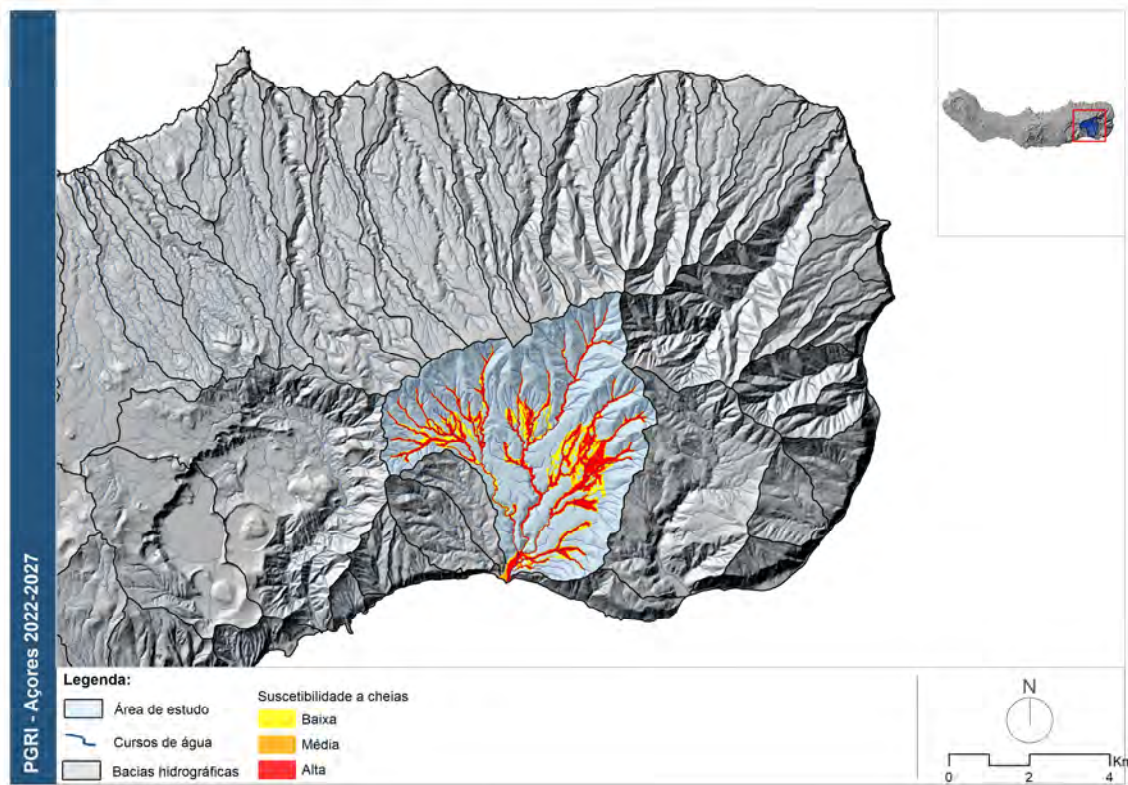 PGRI - Açores 2022-2027
Legenda:
Área de estudo
Cursos de água
Bacias hidrográficas
Suscetibilidade a cheias
Baixa
Média
Alta
N
Km
0 2 4